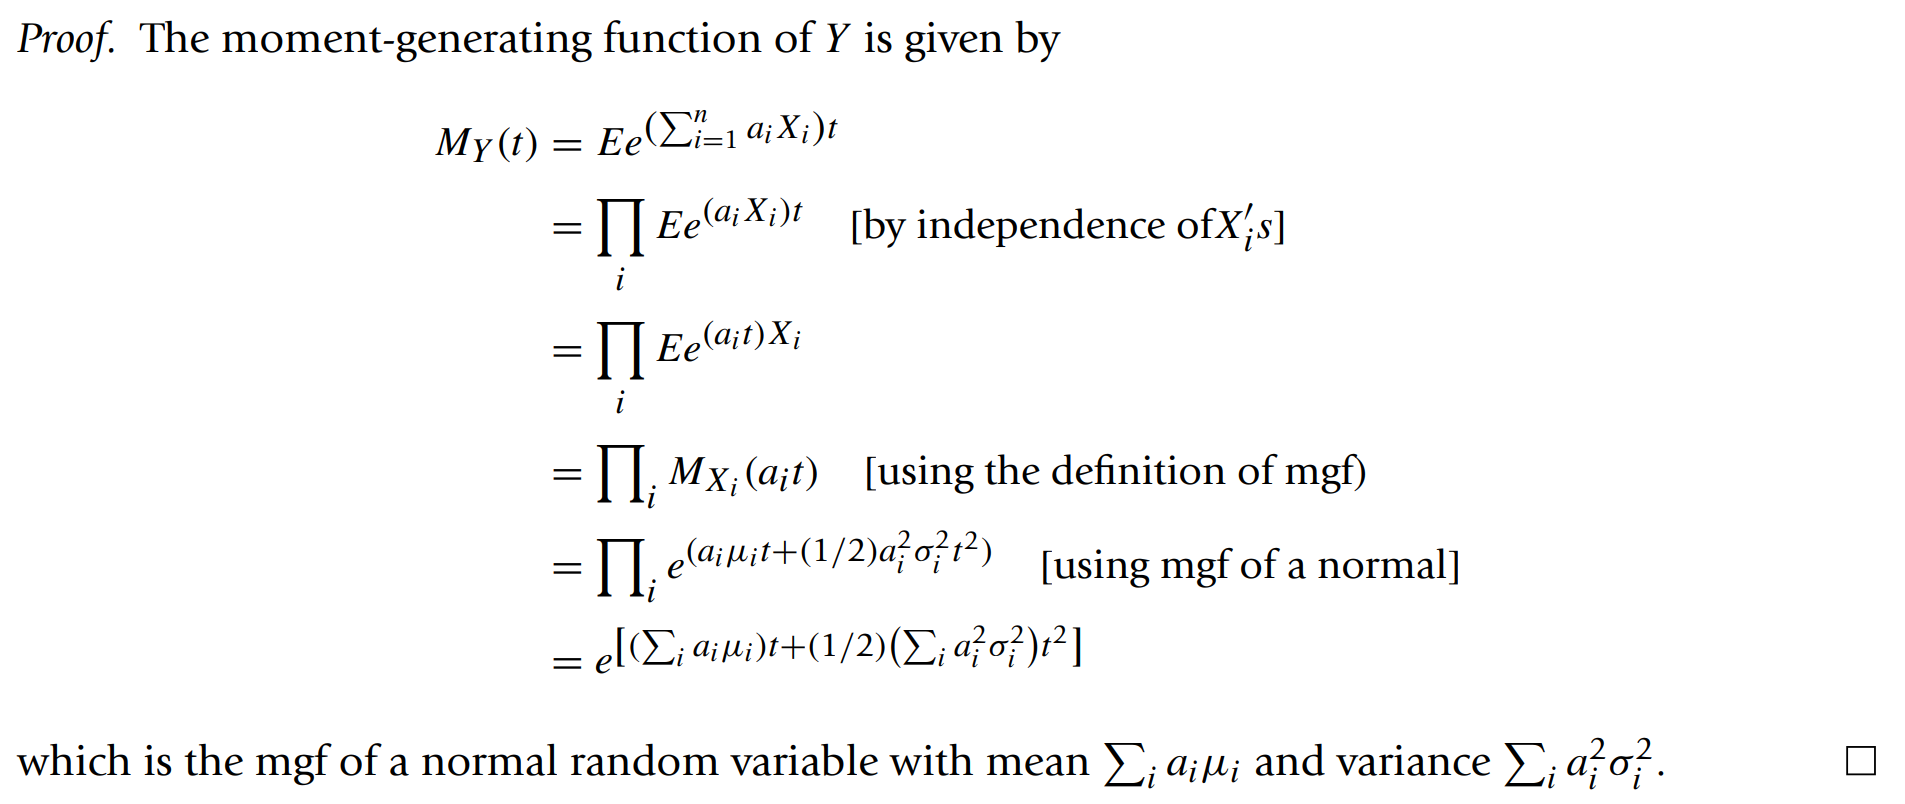 Proof. The moment-generating function of Y is given by
$M_Y(t) = Ee^{(\sum_{i=1}^{n} a_i X_i)t}$
$= \prod_i Ee^{(a_i X_i)t}$ [by independence of$X_i's$]
$= \prod_i Ee^{(a_i t)X_i}$
$= \prod_i M_{X_i}(a_i t)$ [using the definition of mgf)
$= \prod_i e^{(a_i \mu_i t+(1/2)a_i^2 \sigma_i^2 t^2)}$ [using mgf of a normal]
$= e^{[(\sum_i a_i \mu_i)t+(1/2)(\sum_i a_i^2 \sigma_i^2)t^2]}$
which is the mgf of a normal random variable with mean $\sum_i a_i \mu_i$ and variance $\sum_i a_i^2 \sigma_i^2$. □